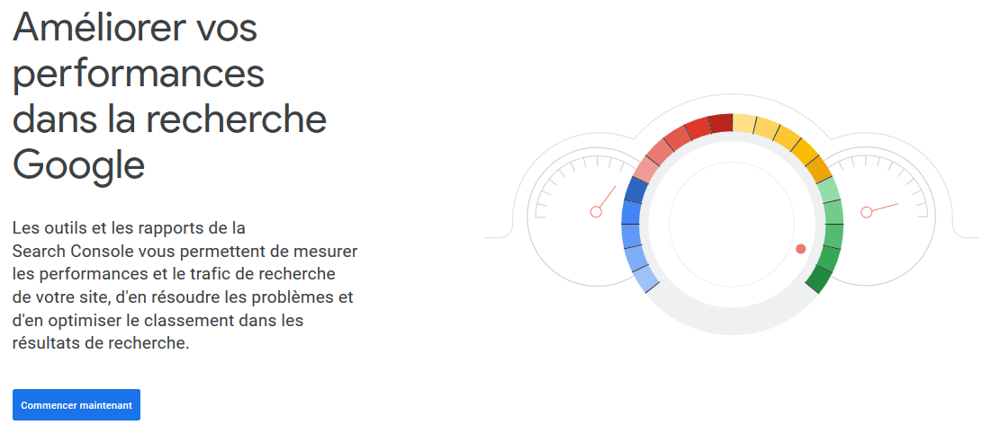 Améliorer vos
performances
dans la recherche
Google
Les outils et les rapports de la
Search Console vous permettent de mesurer
les performances et le trafic de recherche
de votre site, d'en résoudre les problèmes et
d'en optimiser le classement dans les
résultats de recherche.
Commencer maintenant